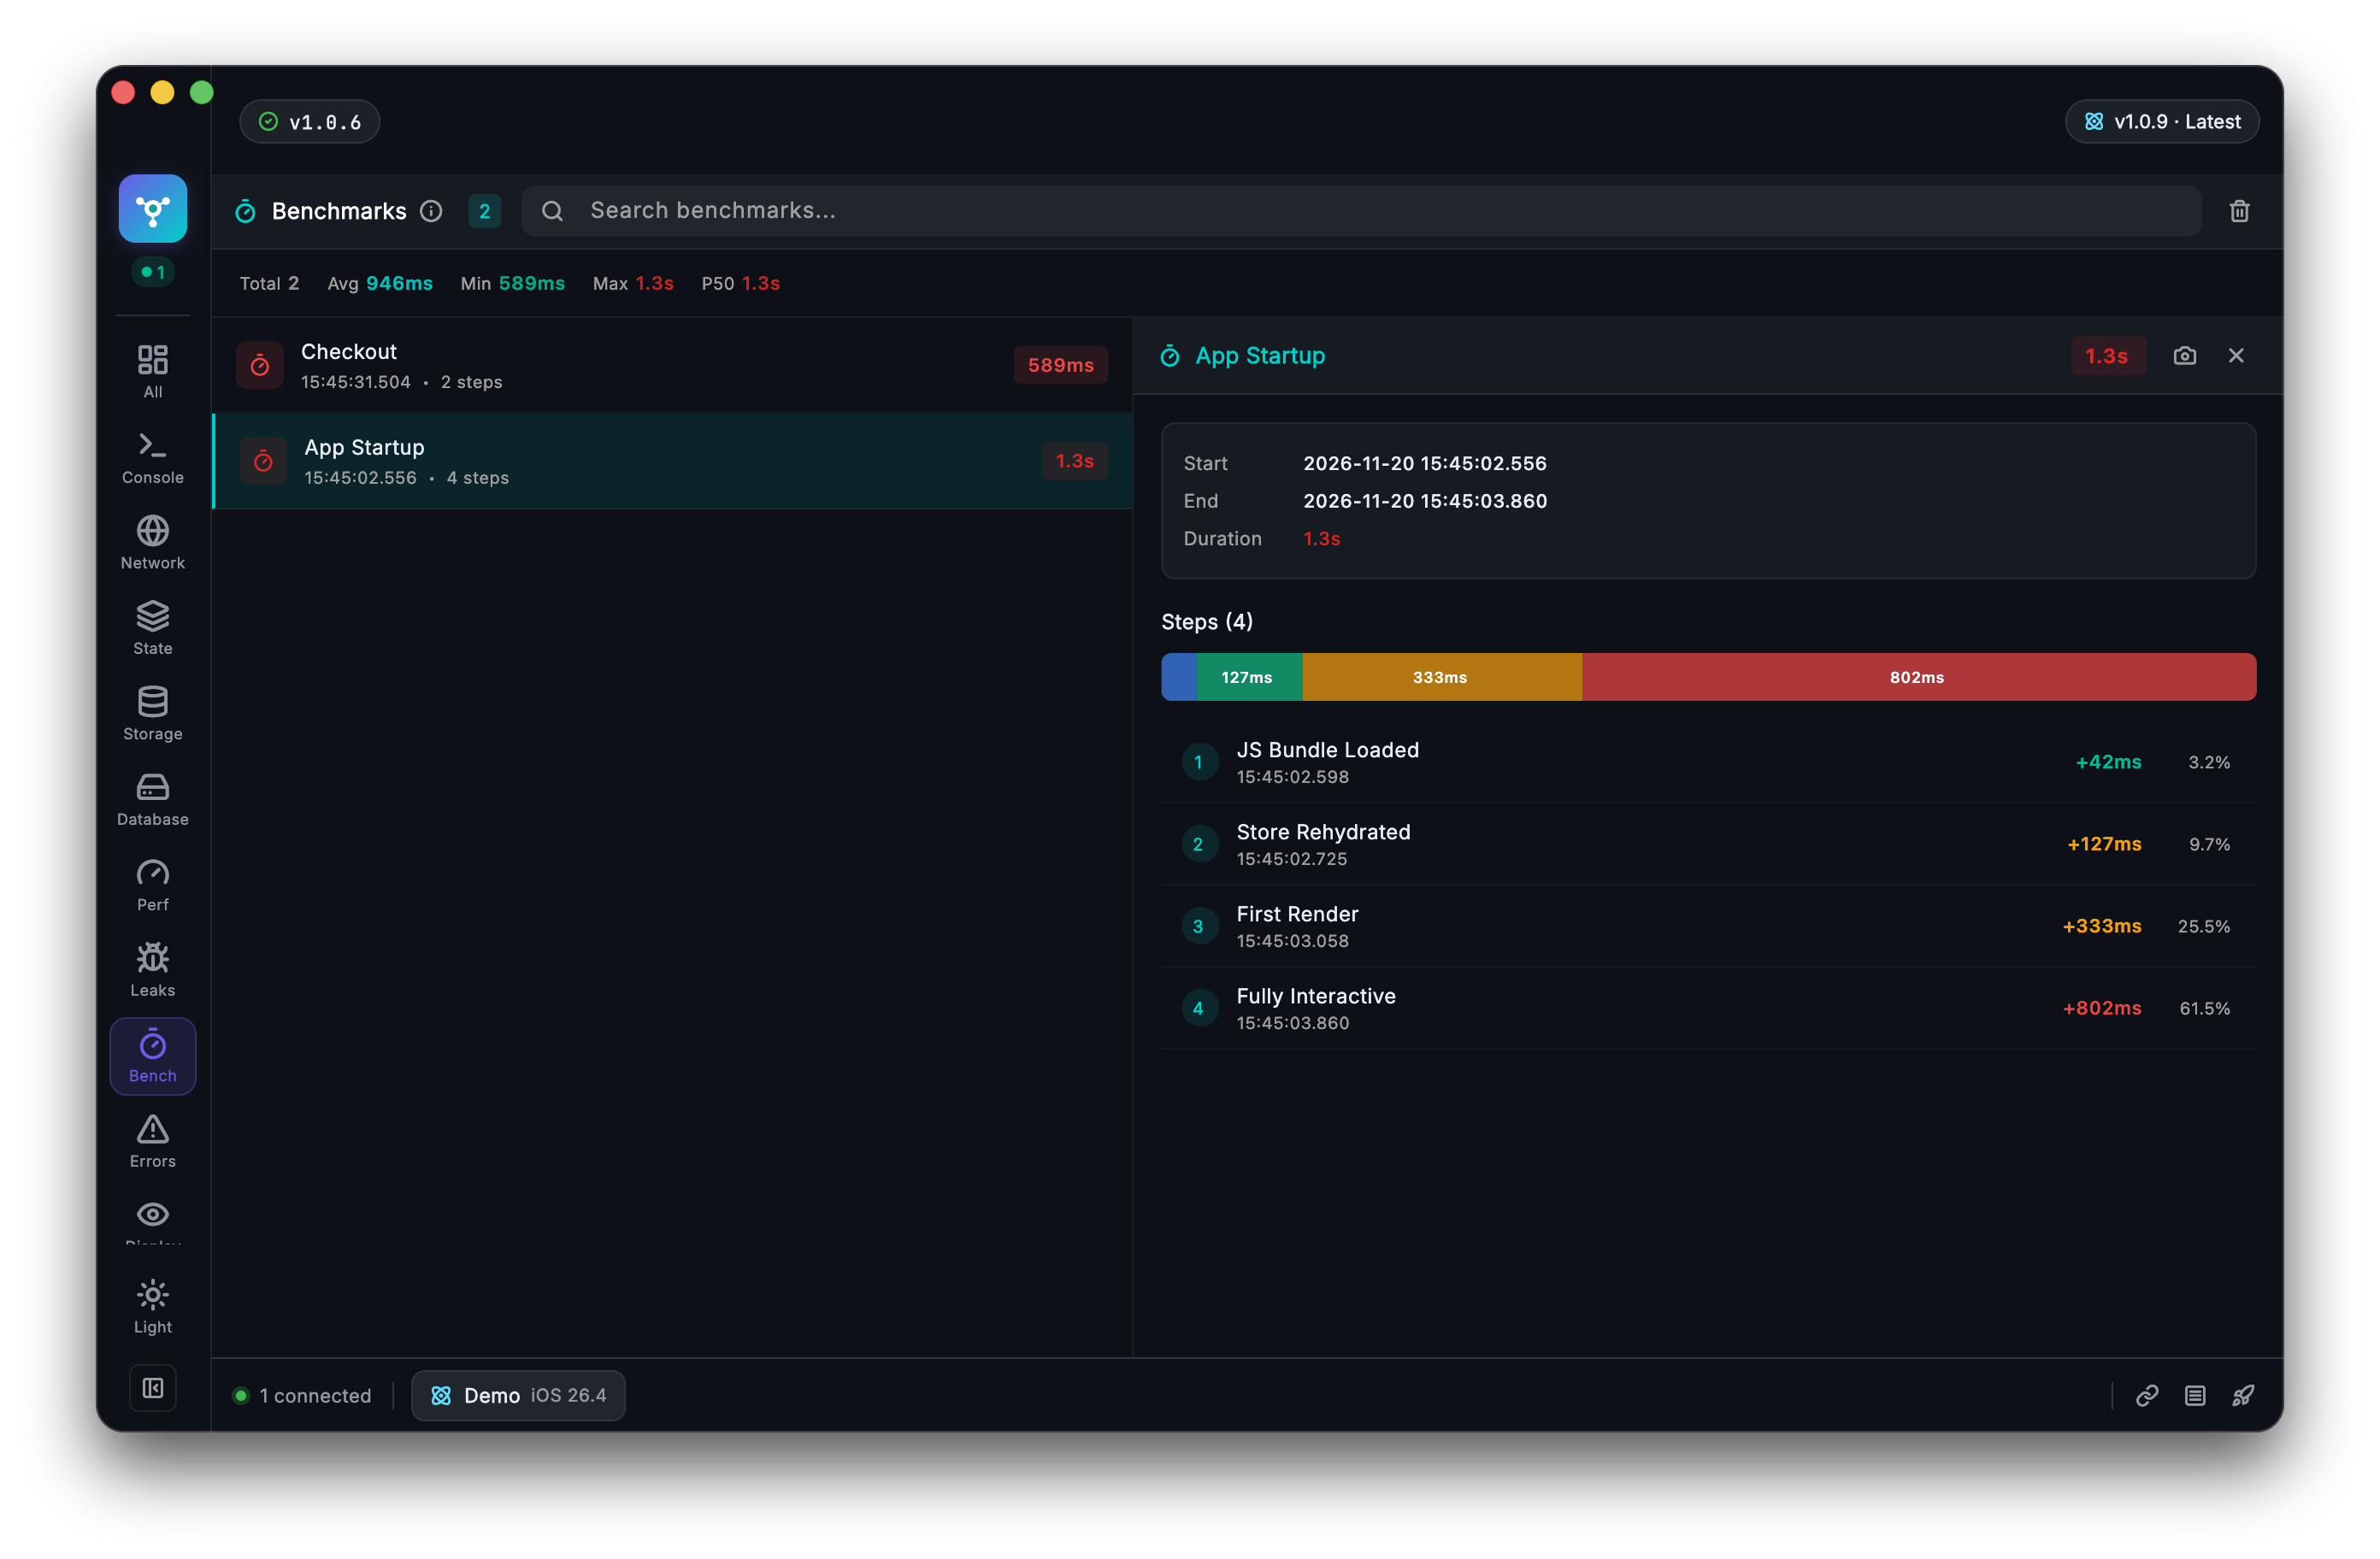 v1.0.6
v1.0.9 · Latest
Benchmarks
2
Search benchmarks...
1
Total 2 Avg 946ms Min 589ms Max 1.3s P50 1.3s
All
Console
Network
State
Storage
Database
Perf
Leaks
Bench
Errors
Display
Light
Checkout
15:45:31.504 • 2 steps
589ms
App Startup
15:45:02.556 • 4 steps
1.3s
App Startup
1.3s
Start 2026-11-20 15:45:02.556
End 2026-11-20 15:45:03.860
Duration 1.3s
Steps (4)
127ms 333ms 802ms
1 JS Bundle Loaded +42ms 3.2%
15:45:02.598
2 Store Rehydrated +127ms 9.7%
15:45:02.725
3 First Render +333ms 25.5%
15:45:03.058
4 Fully Interactive +802ms 61.5%
15:45:03.860
1 connected
Demo iOS 26.4